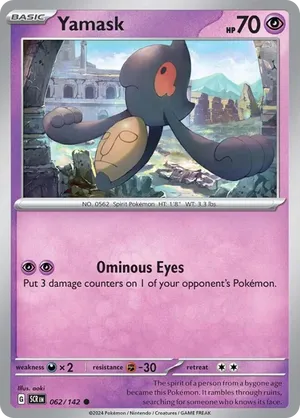 BASIC
Yamask
HP 70
NO. 0562 Spirit Pokémon HT: 1'8" WT: 3.3 lbs
Ominous Eyes
Put 3 damage counters on 1 of your opponent's Pokémon.
Illus. aoki
weakness ×2 resistance -30 retreat
The spirit of a person from a bygone age
became this Pokémon. It rambles through ruins,
searching for someone who knows its face.
G SCR EN 062/142
©2024 Pokémon / Nintendo / Creatures / GAME FREAK